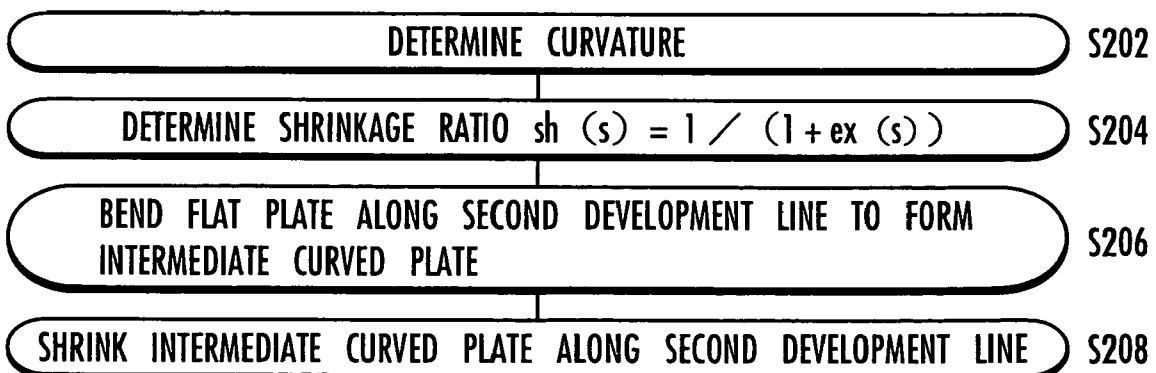 DETERMINE CURVATURE S202
DETERMINE SHRINKAGE RATIO sh (s) = 1 / (1 + ex (s)) S204
BEND FLAT PLATE ALONG SECOND DEVELOPMENT LINE TO FORM
INTERMEDIATE CURVED PLATE S206
SHRINK INTERMEDIATE CURVED PLATE ALONG SECOND DEVELOPMENT LINE S208